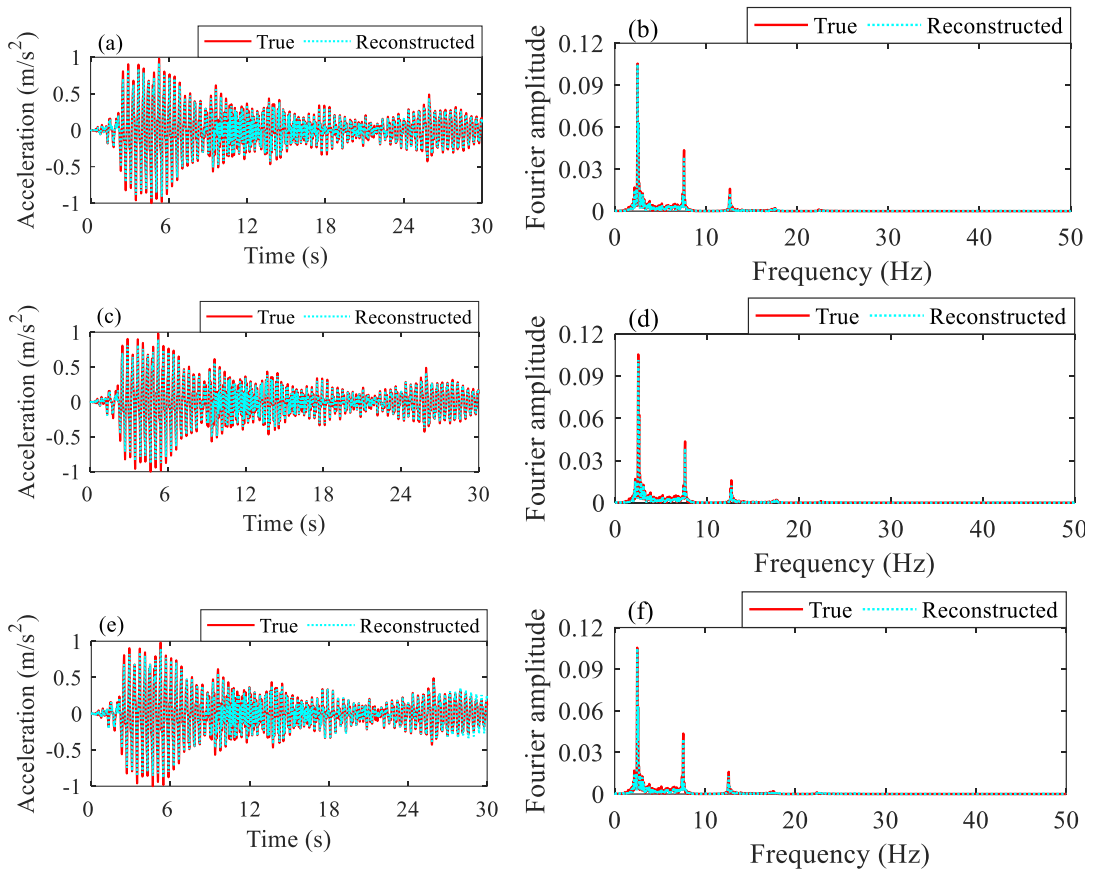 (a) True Reconstructed
Acceleration (m/s²)
1
0.5
0
-0.5
-1
0 6 12 18 24 30
Time (s)
(b) True Reconstructed
Fourier amplitude
0.12
0.09
0.06
0.03
0
0 10 20 30 40 50
Frequency (Hz)
(c) True Reconstructed
Acceleration (m/s²)
1
0.5
0
-0.5
-1
0 6 12 18 24 30
Time (s)
(d) True Reconstructed
Fourier amplitude
0.12
0.09
0.06
0.03
0
0 10 20 30 40 50
Frequency (Hz)
(e) True Reconstructed
Acceleration (m/s²)
1
0.5
0
-0.5
-1
0 6 12 18 24 30
Time (s)
(f) True Reconstructed
Fourier amplitude
0.12
0.09
0.06
0.03
0
0 10 20 30 40 50
Frequency (Hz)